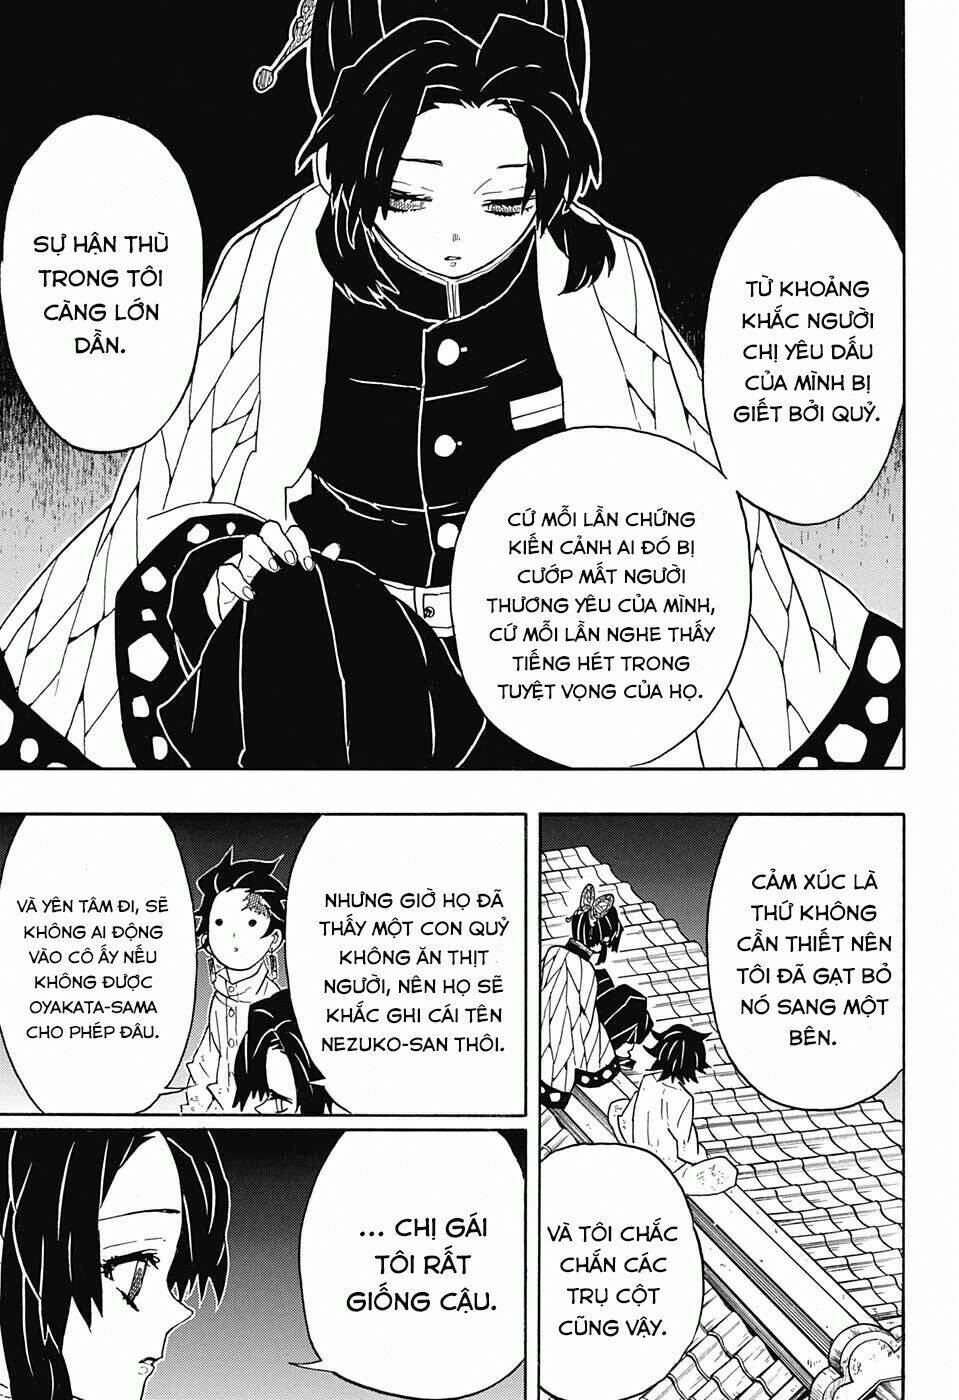 TỪ KHOẢNG
KHẮC NGƯỜI
CHỊ YÊU DẤU
CỦA MÌNH BỊ
GIẾT BỞI QUỶ.
CỨ MỖI LẦN CHỨNG
KIẾN CẢNH AI ĐÓ BỊ
CƯỚP MẤT NGƯỜI
THƯƠNG YÊU CỦA MÌNH,
CỨ MỖI LẦN NGHE THẤY
TIẾNG HÉT TRONG
TUYỆT VỌNG CỦA HỌ.
SỰ HẬN THÙ
TRONG TÔI
CÀNG LỚN
DẦN.
CẢM XÚC LÀ
THỨ KHÔNG
CẦN THIẾT NÊN
TÔI ĐÃ GẠT BỎ
NÓ SANG MỘT
BÊN.
VÀ TÔI CHẮC
CHẮN CÁC
TRỤ CỘT
CŨNG VẬY.
NHƯNG GIỜ HỌ ĐÃ
THẤY MỘT CON QUỶ
KHÔNG ĂN THỊT
NGƯỜI, NÊN HỌ SẼ
KHẮC GHI CÁI TÊN
NEZUKO-SAN THÔI.
VÀ YÊN TÂM ĐI, SẼ
KHÔNG AI ĐỘNG
VÀO CÔ ẤY NẾU
KHÔNG ĐƯỢC
OYAKATA-SAMA
CHO PHÉP ĐÂU.
... CHỊ GÁI
TÔI RẤT
GIỐNG CẬU.